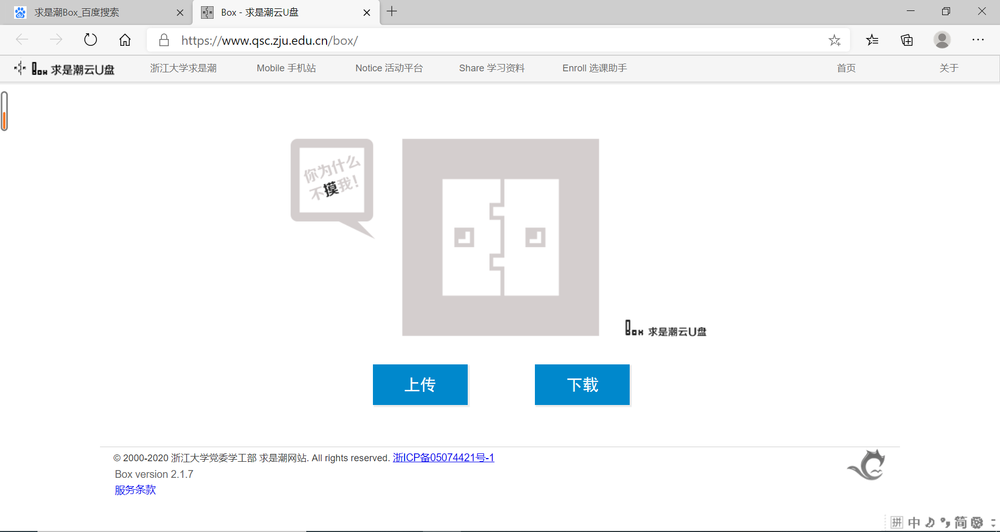 求是潮Box_百度搜索
Box - 求是潮云U盘
https://www.qsc.zju.edu.cn/box/
Box 求是潮云U盘 浙江大学求是潮 Mobile 手机站 Notice 活动平台 Share 学习资料 Enroll 选课助手 首页 关于
你为什么
不摸我!
Box 求是潮云U盘
上传 下载
© 2000-2020 浙江大学党委学工部 求是潮网站. All rights reserved. 浙ICP备05074421号-1
Box version 2.1.7
服务条款
拼 中 简